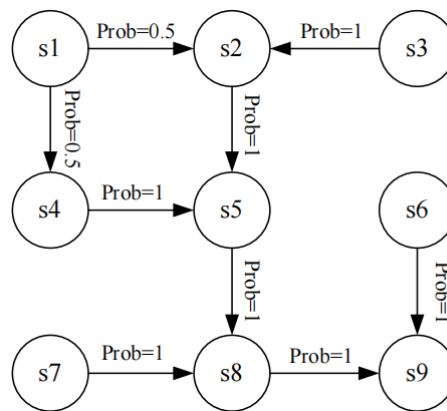 s1
Prob=0.5
s2
Prob=1
s3
Prob=0.5
Prob=1
s4
Prob=1
s5
s6
Prob=1
Prob=1
s7
Prob=1
s8
Prob=1
s9